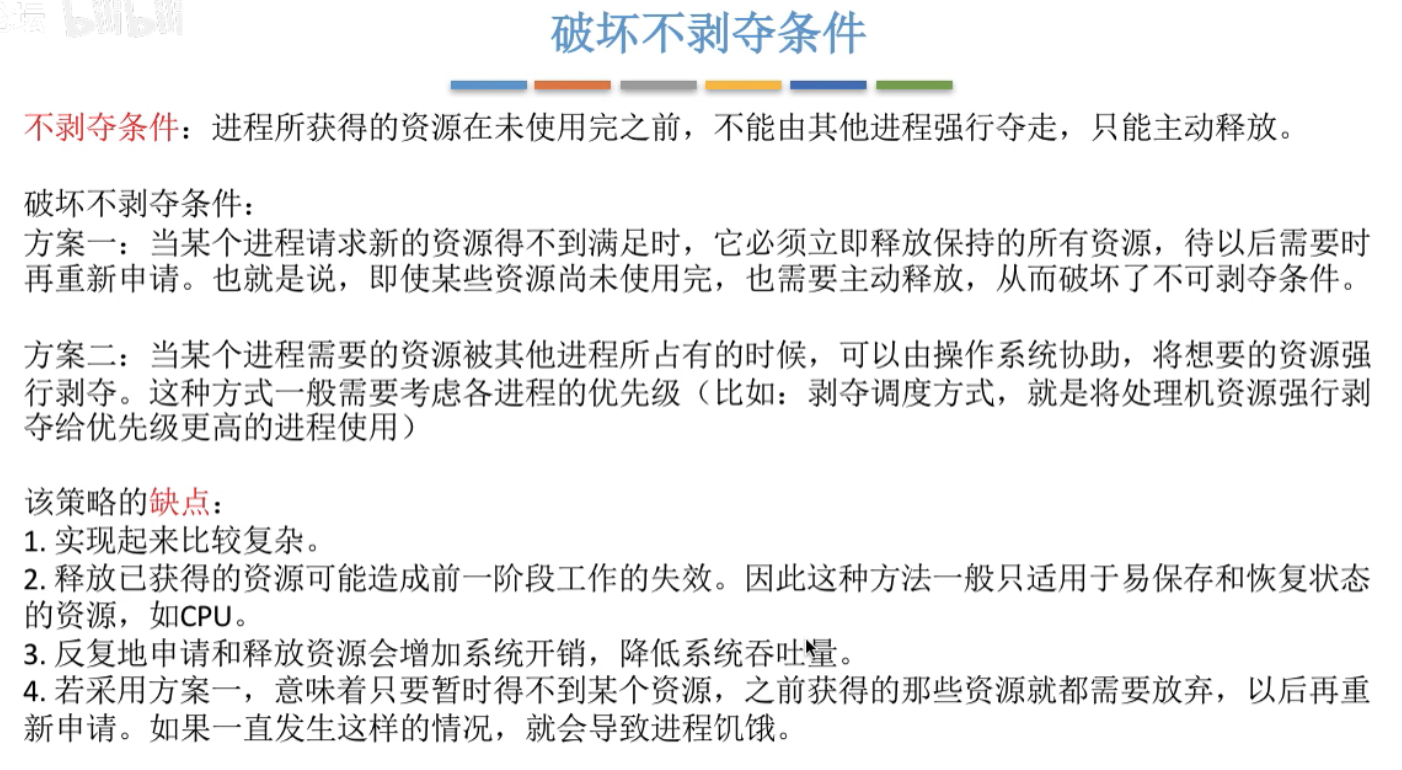 坛 bilibili
破坏不剥夺条件
不剥夺条件：进程所获得的资源在未使用完之前，不能由其他进程强行夺走，只能主动释放。
破坏不剥夺条件：
方案一：当某个进程请求新的资源得不到满足时，它必须立即释放保持的所有资源，待以后需要时
再重新申请。也就是说，即使某些资源尚未使用完，也需要主动释放，从而破坏了不可剥夺条件。
方案二：当某个进程需要的资源被其他进程所占有的时候，可以由操作系统协助，将想要的资源强
行剥夺。这种方式一般需要考虑各进程的优先级（比如：剥夺调度方式，就是将处理机资源强行剥
夺给优先级更高的进程使用）
该策略的缺点：
1. 实现起来比较复杂。
2. 释放已获得的资源可能造成前一阶段工作的失效。因此这种方法一般只适用于易保存和恢复状态
的资源，如CPU。
3. 反复地申请和释放资源会增加系统开销，降低系统吞吐量。
4. 若采用方案一，意味着只要暂时得不到某个资源，之前获得的那些资源就都需要放弃，以后再重
新申请。如果一直发生这样的情况，就会导致进程饥饿。